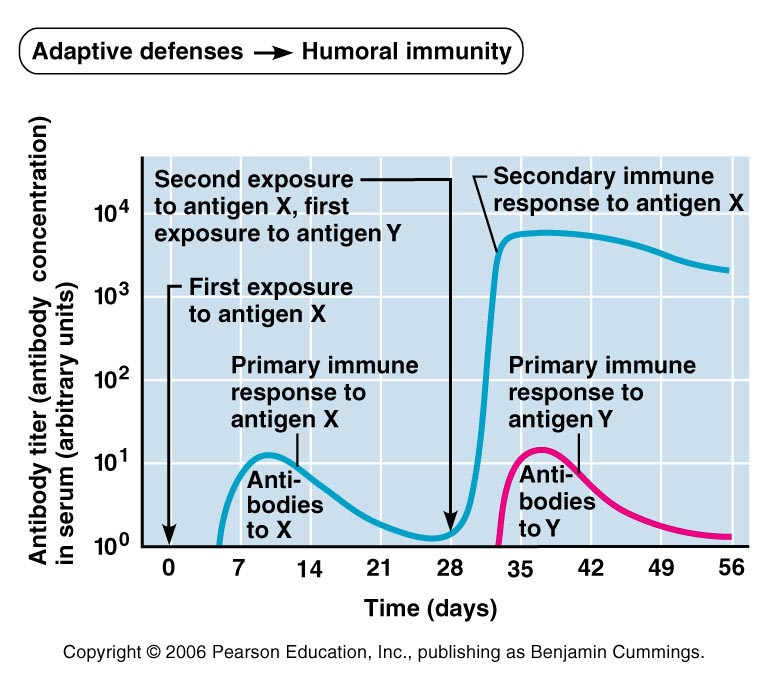 Adaptive defenses → Humoral immunity
Antibody titer (antibody concentration)
in serum (arbitrary units)
10⁴
10³
10²
10¹
10⁰
Second exposure
to antigen X, first
exposure to antigen Y
First exposure
to antigen X
Primary immune
response to
antigen X
Anti-
bodies
to X
Secondary immune
response to antigen X
Primary immune
response to
antigen Y
Anti-
bodies
to Y
0 7 14 21 28 35 42 49 56
Time (days)
Copyright © 2006 Pearson Education, Inc., publishing as Benjamin Cummings.